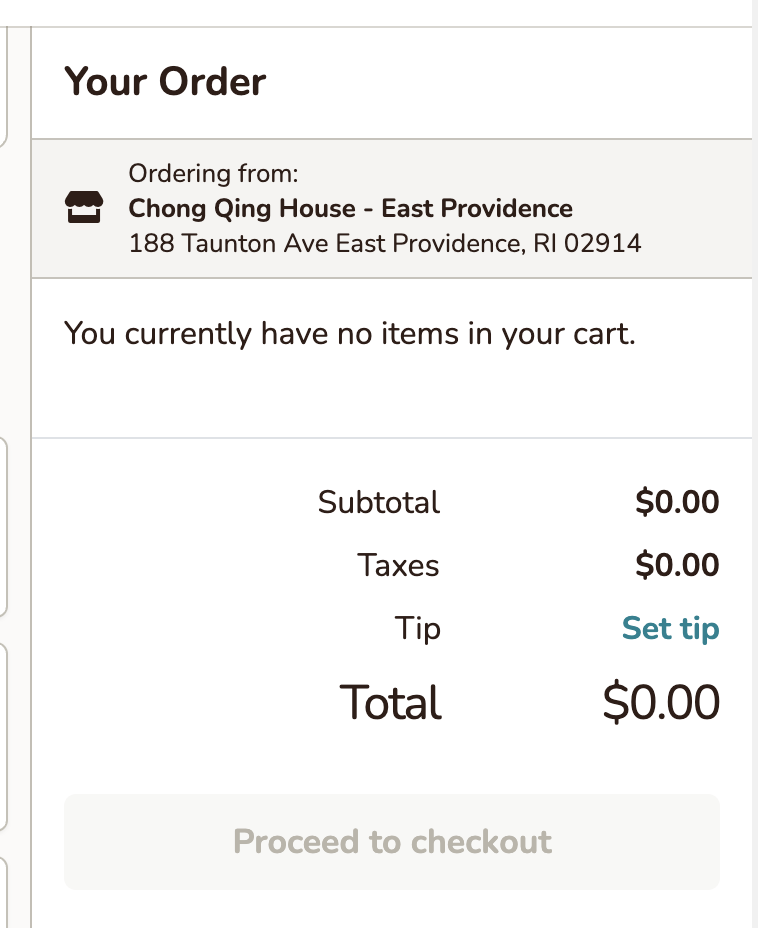 Your Order
Ordering from:
Chong Qing House - East Providence
188 Taunton Ave East Providence, RI 02914
You currently have no items in your cart.
Subtotal $0.00
Taxes $0.00
Tip Set tip
Total $0.00
Proceed to checkout